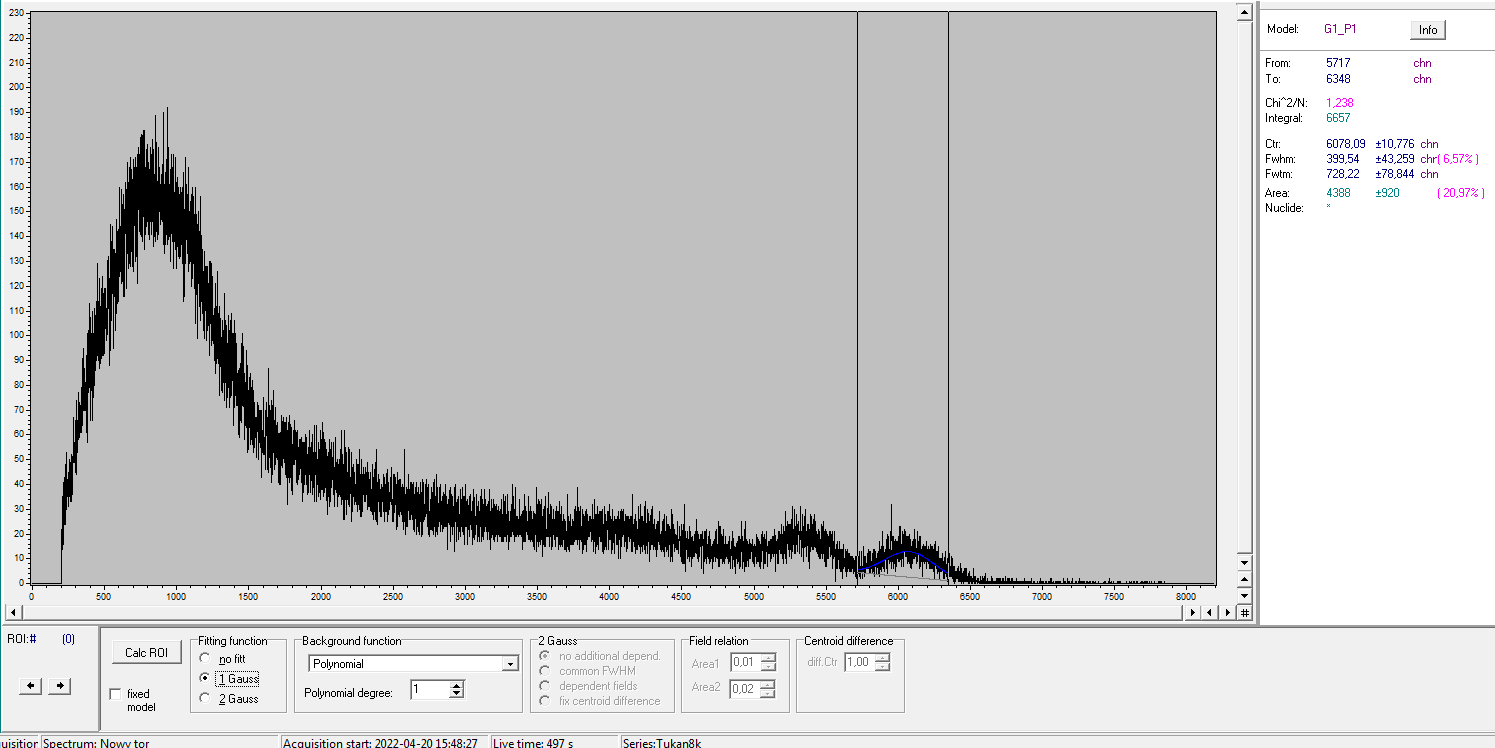 230
220
210
200
190
180
170
160
150
140
130
120
110
100
90
80
70
60
50
40
30
20
10
0
0 500 1000 1500 2000 2500 3000 3500 4000 4500 5000 5500 6000 6500 7000 7500 8000
Model: G1_P1 Info
From: 5717 chn
To: 6348 chn
Chi^2/N: 1,238
Integral: 6657
Ctr: 6078,09 ±10,776 chn
Fwhm: 399,54 ±43,259 chr( 6,57% )
Fwtm: 728,22 ±78,844 chn
Area: 4388 ±920 ( 20,97% )
Nuclide: *
ROI:# (0)
Calc ROI
fixed
model
Fitting function
no fitt
1 Gauss
2 Gauss
Background function
Polynomial
Polynomial degree: 1
2 Gauss
no additional depend.
common FWHM
dependent fields
fix centroid difference
Field relation
Area1 0,01
Area2 0,02
Centroid difference
diff.Ctr 1,00
quisition Spectrum: Nowy tor Acquisition start: 2022-04-20 15:48:27 Live time: 497 s Series:Tukan8k